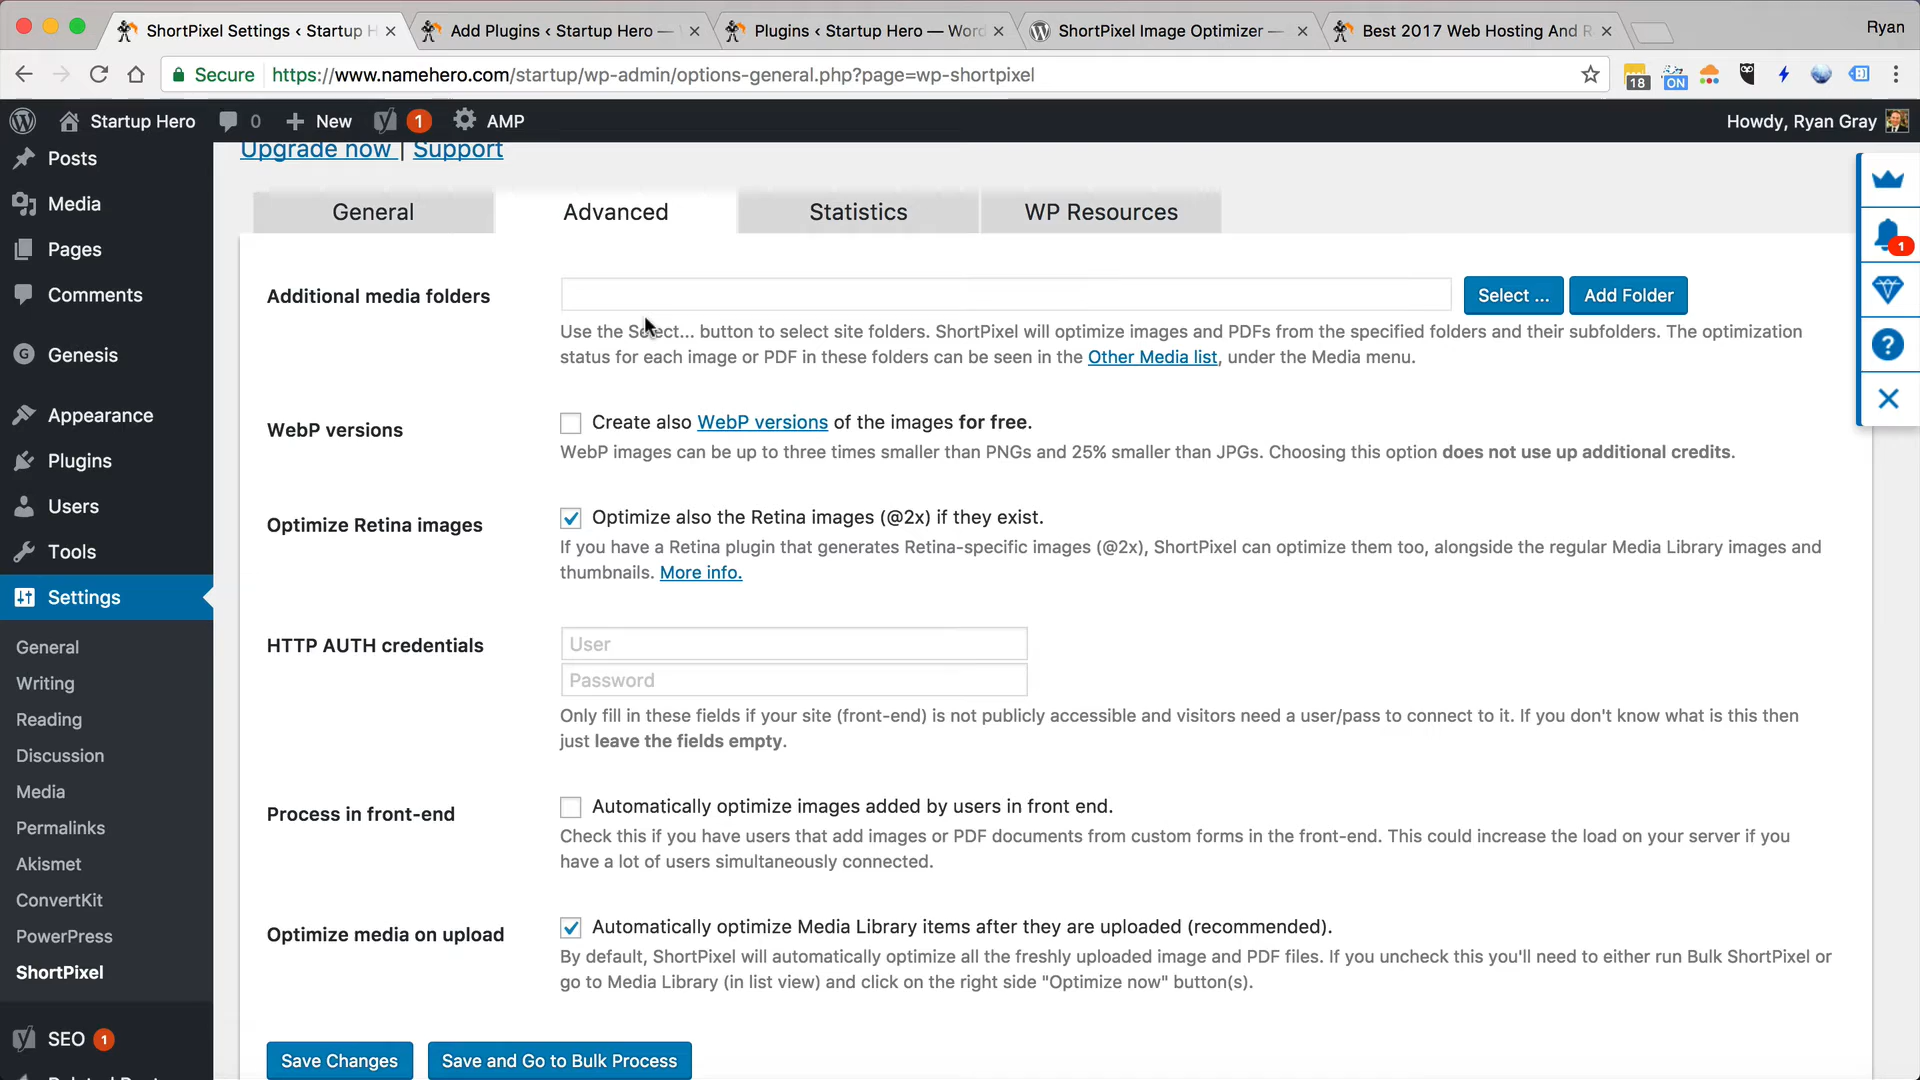 ShortPixel Settings ‹ Startup H
Add Plugins ‹ Startup Hero —
Plugins ‹ Startup Hero — Word
ShortPixel Image Optimizer —
Best 2017 Web Hosting And R
Ryan
Secure
https://www.namehero.com/startup/wp-admin/options-general.php?page=wp-shortpixel
18
ON
Startup Hero
0
New
1
AMP
Howdy, Ryan Gray
Posts
Media
Pages
Comments
Genesis
Appearance
Plugins
Users
Tools
Settings
General
Writing
Reading
Discussion
Media
Permalinks
Akismet
ConvertKit
PowerPress
ShortPixel
SEO 1
Upgrade now | Support
General
Advanced
Statistics
WP Resources
Additional media folders
Select ...
Add Folder
Use the Select... button to select site folders. ShortPixel will optimize images and PDFs from the specified folders and their subfolders. The optimization
status for each image or PDF in these folders can be seen in the Other Media list, under the Media menu.
WebP versions
Create also WebP versions of the images for free.
WebP images can be up to three times smaller than PNGs and 25% smaller than JPGs. Choosing this option does not use up additional credits.
Optimize Retina images
Optimize also the Retina images (@2x) if they exist.
If you have a Retina plugin that generates Retina-specific images (@2x), ShortPixel can optimize them too, alongside the regular Media Library images and
thumbnails. More info.
HTTP AUTH credentials
User
Password
Only fill in these fields if your site (front-end) is not publicly accessible and visitors need a user/pass to connect to it. If you don't know what is this then
just leave the fields empty.
Process in front-end
Automatically optimize images added by users in front end.
Check this if you have users that add images or PDF documents from custom forms in the front-end. This could increase the load on your server if you
have a lot of users simultaneously connected.
Optimize media on upload
Automatically optimize Media Library items after they are uploaded (recommended).
By default, ShortPixel will automatically optimize all the freshly uploaded image and PDF files. If you uncheck this you'll need to either run Bulk ShortPixel or
go to Media Library (in list view) and click on the right side "Optimize now" button(s).
Save Changes
Save and Go to Bulk Process
1
?